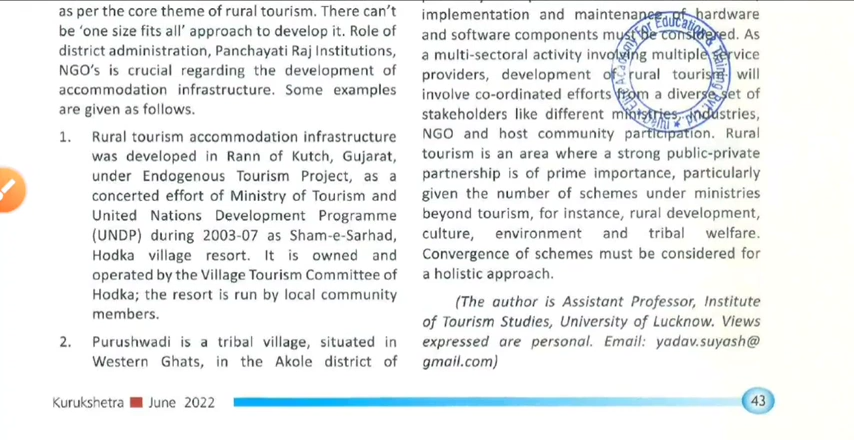 as per the core theme of rural tourism. There can't
be 'one size fits all' approach to develop it. Role of
district administration, Panchayati Raj Institutions,
NGO's is crucial regarding the development of
accommodation infrastructure. Some examples
are given as follows.
1. Rural tourism accommodation infrastructure
was developed in Rann of Kutch, Gujarat,
under Endogenous Tourism Project, as a
concerted effort of Ministry of Tourism and
United Nations Development Programme
(UNDP) during 2003-07 as Sham-e-Sarhad,
Hodka village resort. It is owned and
operated by the Village Tourism Committee of
Hodka; the resort is run by local community
members.
2. Purushwadi is a tribal village, situated in
Western Ghats, in the Akole district of
implementation and maintenance of hardware
and software components must be considered. As
a multi-sectoral activity involving multiple service
providers, development of rural tourism will
involve co-ordinated efforts from a diverse set of
stakeholders like different ministries, industries,
NGO and host community participation. Rural
tourism is an area where a strong public-private
partnership is of prime importance, particularly
given the number of schemes under ministries
beyond tourism, for instance, rural development,
culture, environment and tribal welfare.
Convergence of schemes must be considered for
a holistic approach.
(The author is Assistant Professor, Institute
of Tourism Studies, University of Lucknow. Views
expressed are personal. Email: yadav.suyash@
gmail.com)
Academy for Education & Training Pvt.
Kurukshetra June 2022
43